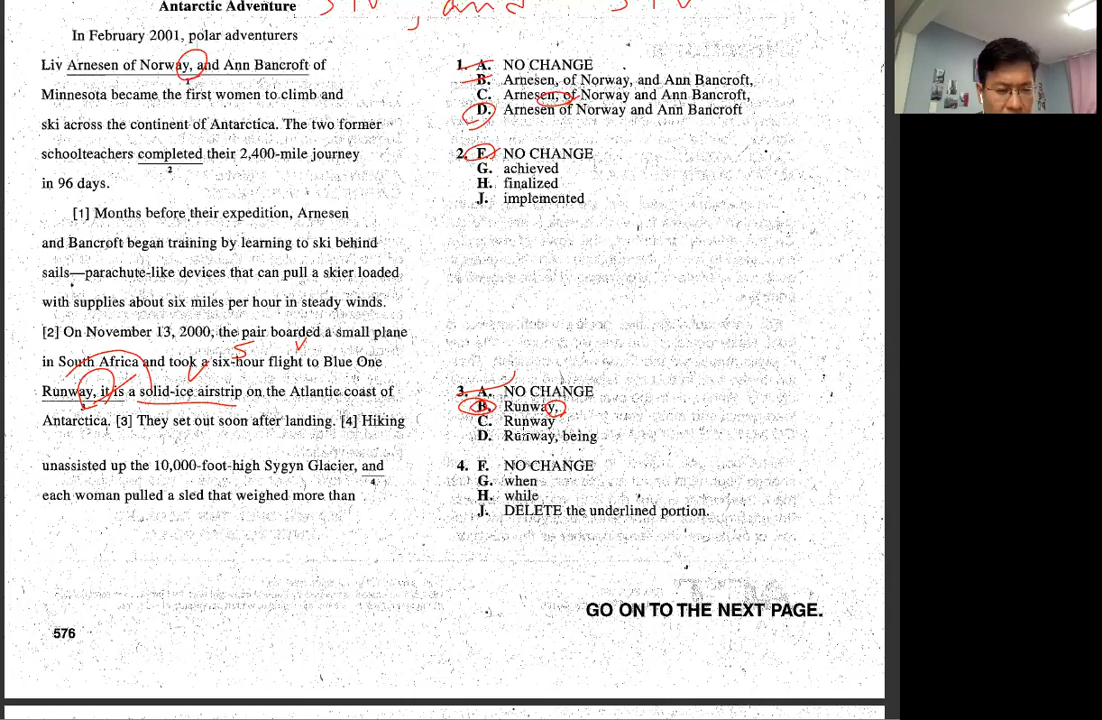 Antarctic Adventure
S + V , and S + V
In February 2001, polar adventurers
Liv Arnesen of Norway, and Ann Bancroft of
1
Minnesota became the first women to climb and
ski across the continent of Antarctica. The two former
schoolteachers completed their 2,400-mile journey
2
in 96 days.
[1] Months before their expedition, Arnesen
and Bancroft began training by learning to ski behind
sails—parachute-like devices that can pull a skier loaded
with supplies about six miles per hour in steady winds.
[2] On November 13, 2000, the pair boarded a small plane
S V
in South Africa and took a six-hour flight to Blue One
V
Runway, it is a solid-ice airstrip on the Atlantic coast of
3
Antarctica. [3] They set out soon after landing. [4] Hiking
unassisted up the 10,000-foot-high Sygyn Glacier, and
4
each woman pulled a sled that weighed more than
576
1. A. NO CHANGE
B. Arnesen, of Norway, and Ann Bancroft,
C. Arnesen, of Norway and Ann Bancroft,
D. Arnesen of Norway and Ann Bancroft
2. F. NO CHANGE
G. achieved
H. finalized
J. implemented
3. A. NO CHANGE
B. Runway,
C. Runway
D. Runway, being
4. F. NO CHANGE
G. when
H. while
J. DELETE the underlined portion.
GO ON TO THE NEXT PAGE.